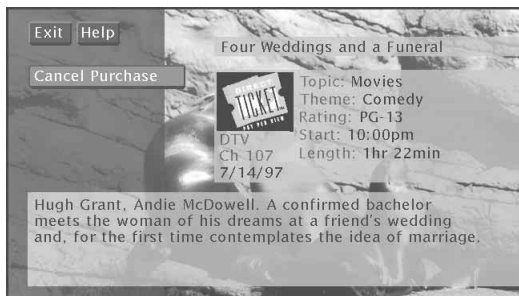 Exit Help
Four Weddings and a Funeral
Cancel Purchase
DIRECT
TICKET
PAY PER VIEW
Topic: Movies
Theme: Comedy
Rating: PG-13
Start: 10:00pm
Length: 1hr 22min
DTV
Ch 107
7/14/97
Hugh Grant, Andie McDowell. A confirmed bachelor
meets the woman of his dreams at a friend's wedding
and, for the first time contemplates the idea of marriage.